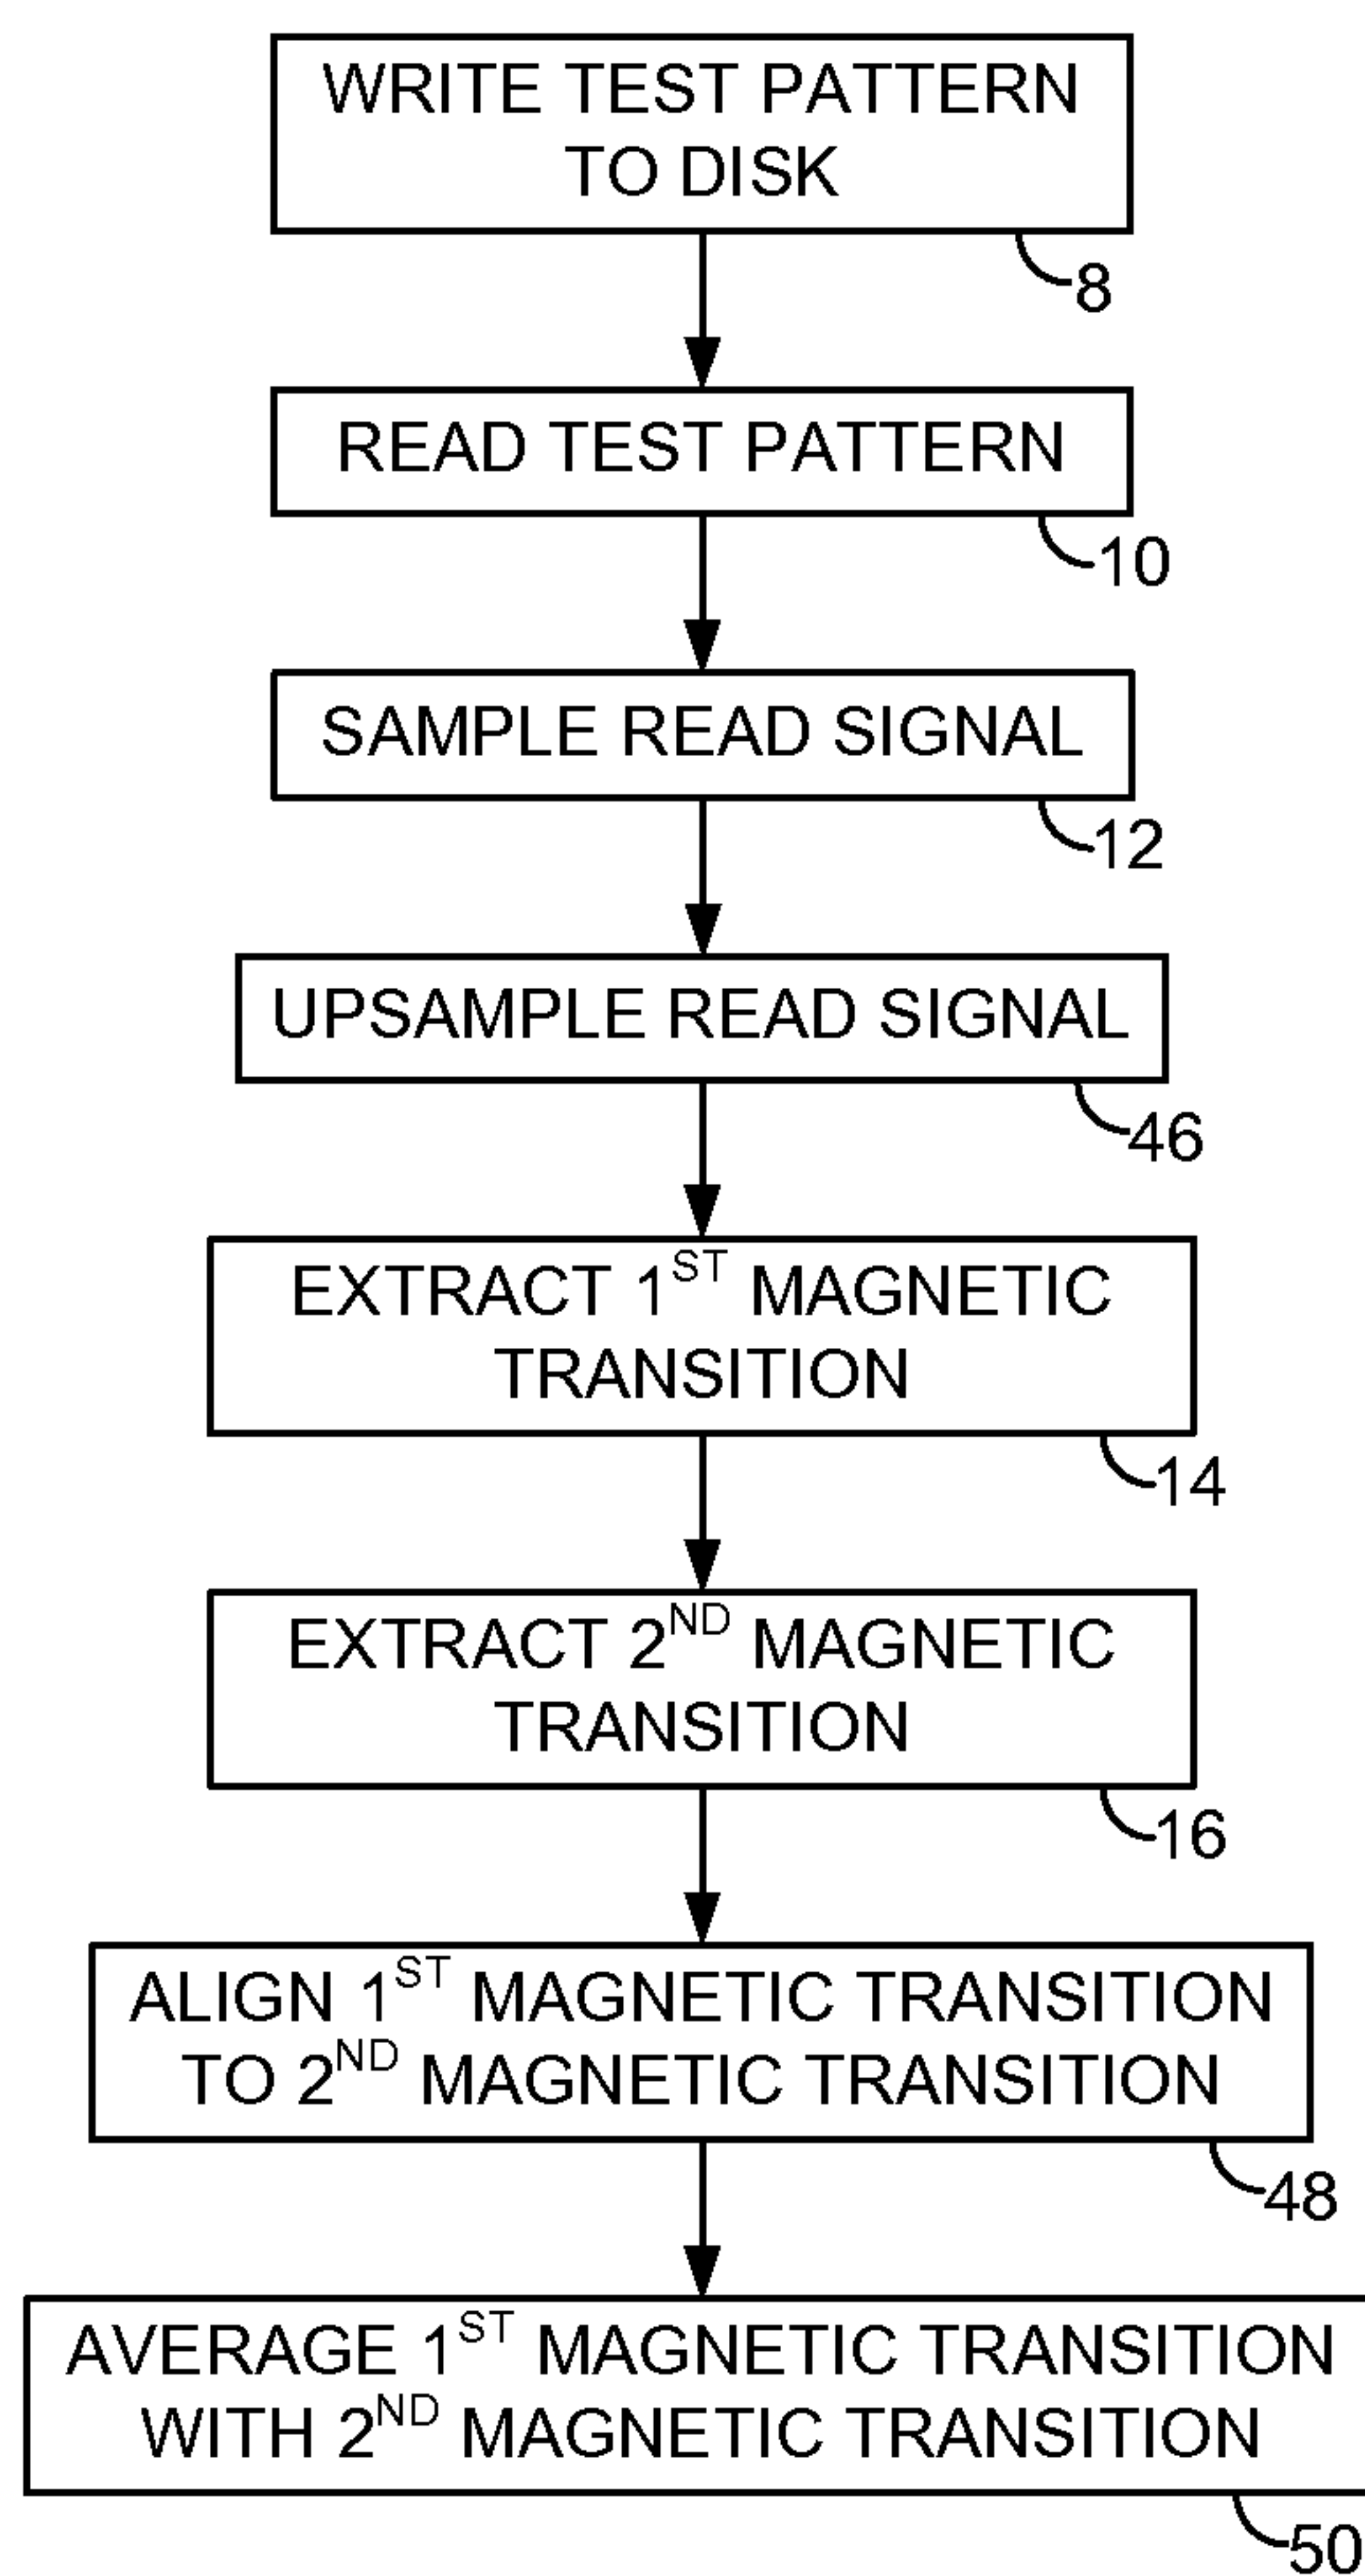 WRITE TEST PATTERN
TO DISK
8
READ TEST PATTERN
10
SAMPLE READ SIGNAL
12
UPSAMPLE READ SIGNAL
46
EXTRACT 1ST MAGNETIC
TRANSITION
14
EXTRACT 2ND MAGNETIC
TRANSITION
16
ALIGN 1ST MAGNETIC TRANSITION
TO 2ND MAGNETIC TRANSITION
48
AVERAGE 1ST MAGNETIC TRANSITION
WITH 2ND MAGNETIC TRANSITION
50